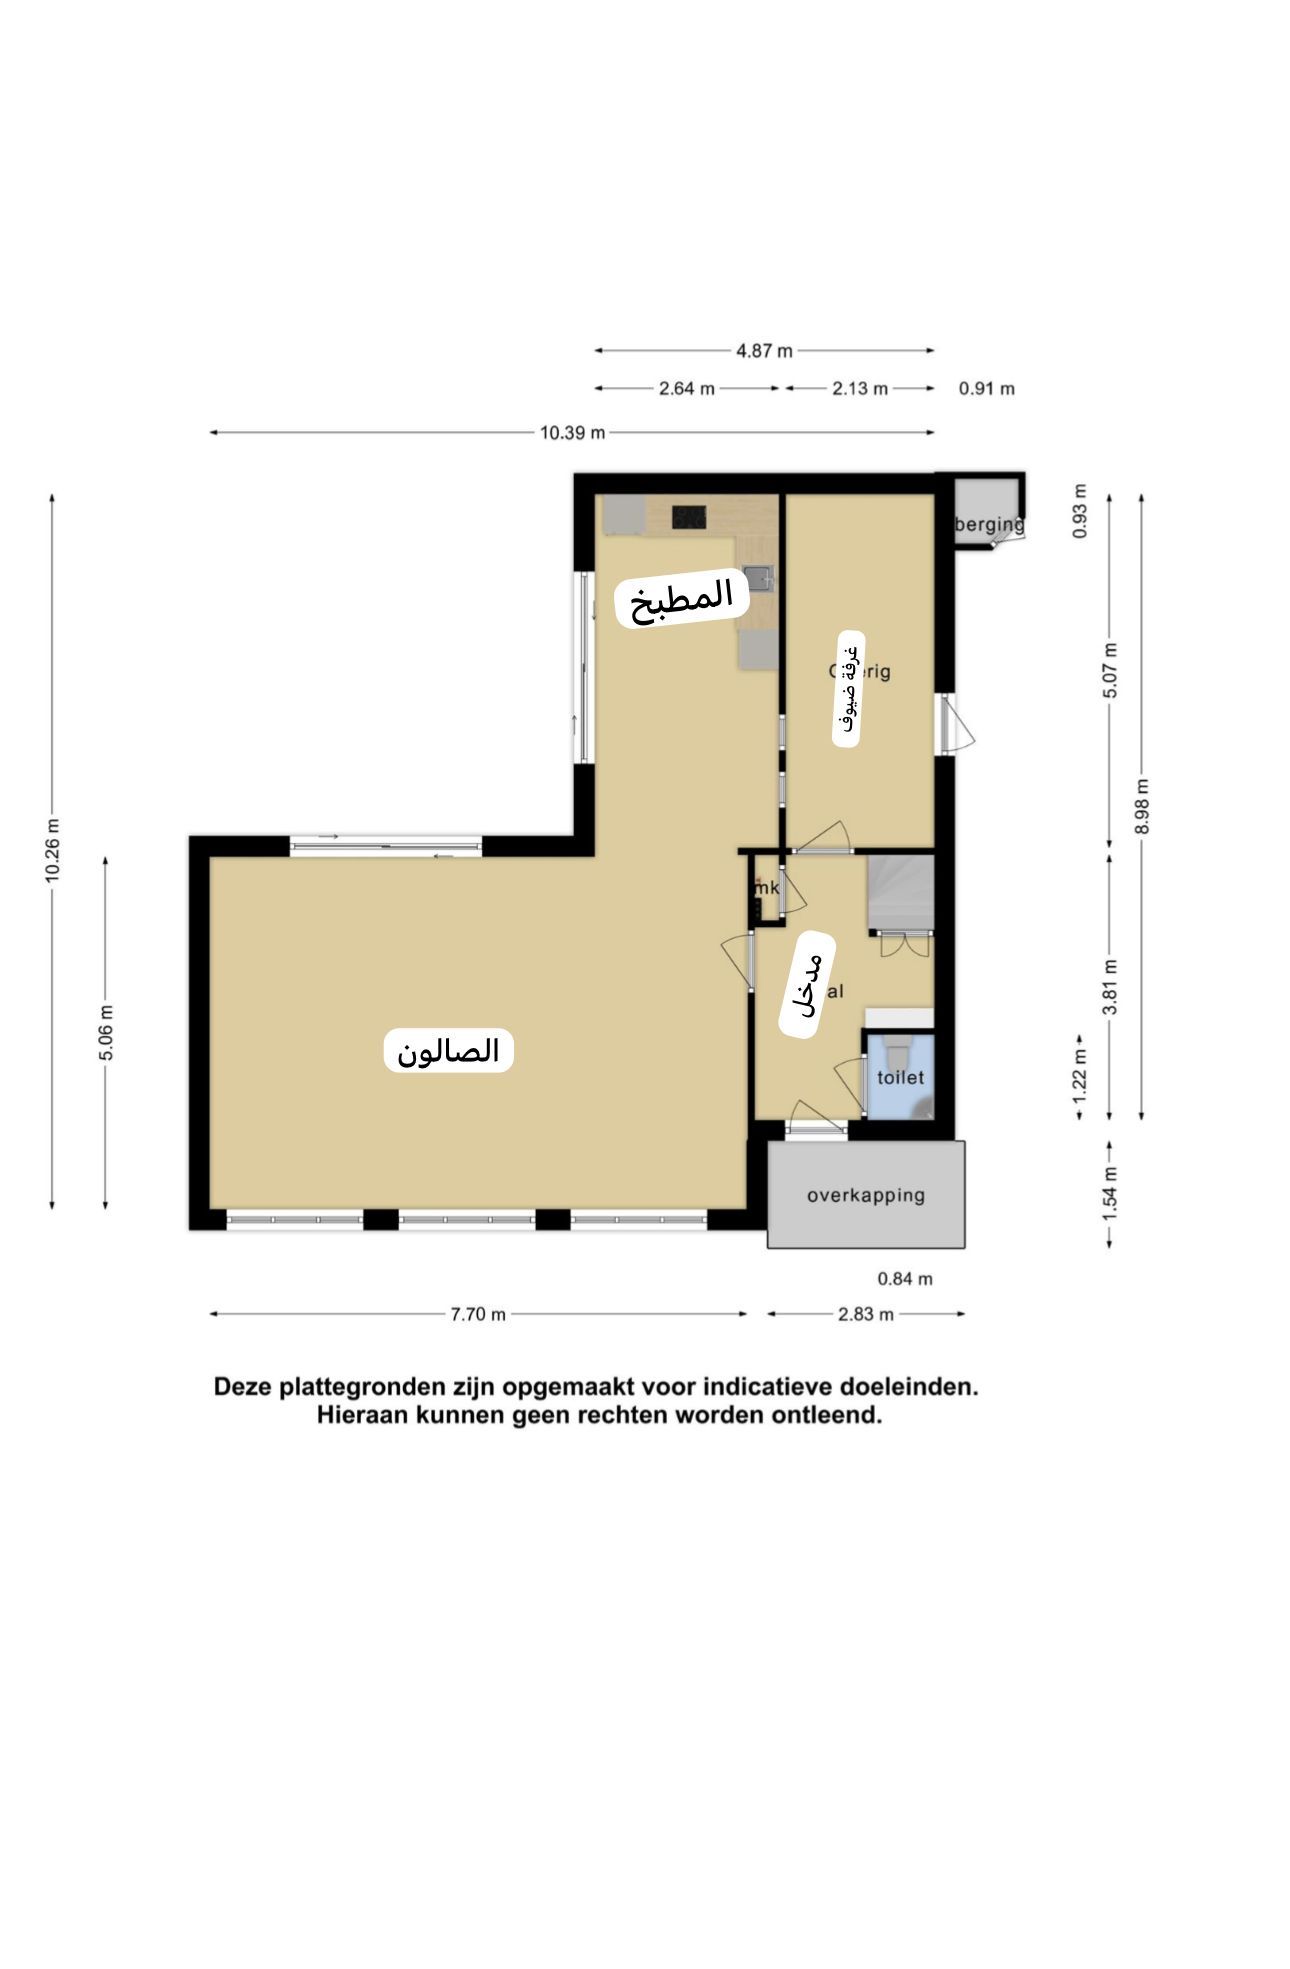 4.87 m
2.64 m
2.13 m
0.91 m
10.39 m
berging
0.93 m
المطبخ
غرفة ضيوف
erig
5.07 m
8.98 m
10.26 m
mk
مدخل
al
3.81 m
5.06 m
الصالون
toilet
1.22 m
overkapping
1.54 m
0.84 m
7.70 m
2.83 m
Deze plattegronden zijn opgemaakt voor indicatieve doeleinden.
Hieraan kunnen geen rechten worden ontleend.